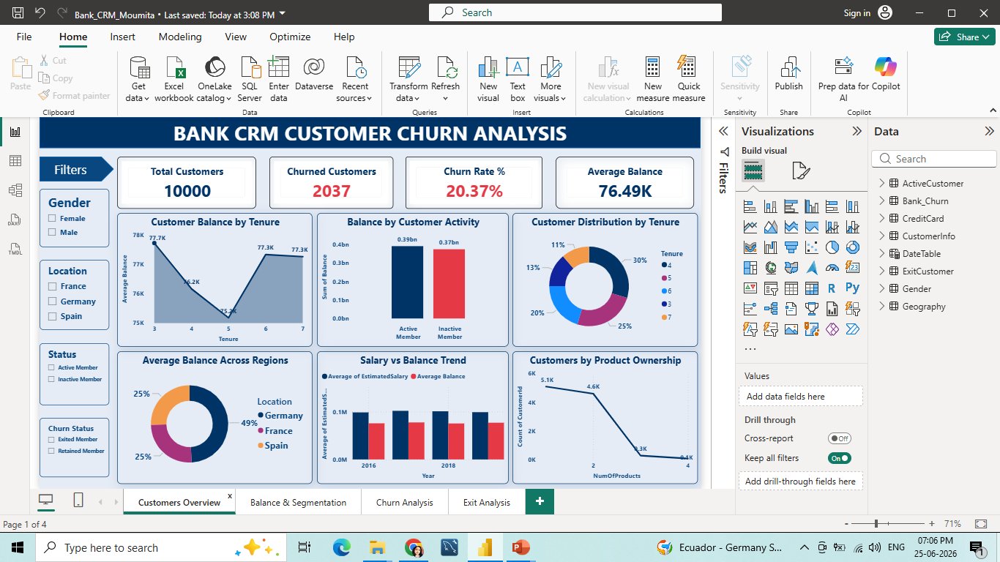 Bank_CRM_Moumita • Last saved: Today at 3:08 PM
Search
Sign in
File Home Insert Modeling View Optimize Help
Share
Paste
Cut
Copy
Format painter
Clipboard
Get data
Excel workbook
OneLake catalog
SQL Server
Enter data
Dataverse
Recent sources
Data
Transform data
Refresh
Queries
New visual
Text box
More visuals
Insert
New visual calculation
New measure
Quick measure
Calculations
Sensitivity
Sensitivity
Publish
Share
Prep data for AI
Copilot
Copilot
BANK CRM CUSTOMER CHURN ANALYSIS
Filters
Total Customers
10000
Churned Customers
2037
Churn Rate %
20.37%
Average Balance
76.49K
Gender
Female
Male
Location
France
Germany
Spain
Status
Active Member
Inactive Member
Churn Status
Exited Member
Retained Member
Customer Balance by Tenure
Average Balance
78K
77K
76K
75K
77.7K
76.2K
75.2K
77.3K
77.3K
3 4 5 6 7
Tenure
Balance by Customer Activity
Sum of Balance
0.4bn
0.3bn
0.2bn
0.1bn
0.0bn
0.39bn
0.37bn
Active Member
Inactive Member
Customer Distribution by Tenure
11%
30%
13%
20%
25%
Tenure
4
5
6
3
7
Average Balance Across Regions
25%
49%
25%
Location
Germany
France
Spain
Salary vs Balance Trend
Average of EstimatedSalary Average Balance
Average of EstimatedS...
0.1M
0.0M
2016 2018
Year
Customers by Product Ownership
Count of CustomerId
6K
4K
2K
0K
5.1K
4.6K
0.3K
0.1K
2 4
NumOfProducts
Filters
Visualizations
Build visual
R
Py
123
...
Values
Add data fields here
Drill through
Cross-report
Off
Keep all filters
On
Add drill-through fields here
Data
Search
ActiveCustomer
Bank_Churn
CreditCard
CustomerInfo
DateTable
ExitCustomer
Gender
Geography
DAX
TMDL
Customers Overview x
Balance & Segmentation
Churn Analysis
Exit Analysis
+
Page 1 of 4
- + 71%
Type here to search
Ecuador - Germany S...
ENG
07:06 PM
25-06-2026
1